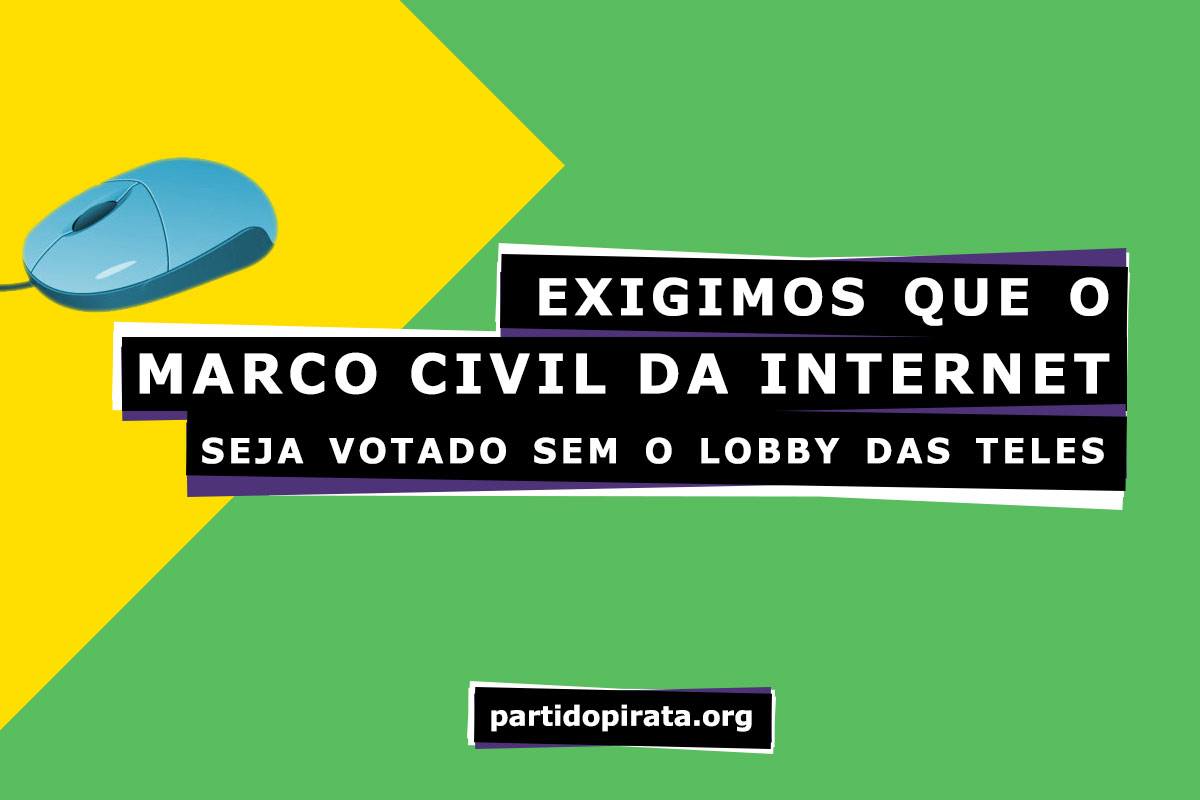 EXIGIMOS QUE O
MARCO CIVIL DA INTERNET
SEJA VOTADO SEM O LOBBY DAS TELES
partidopirata.org